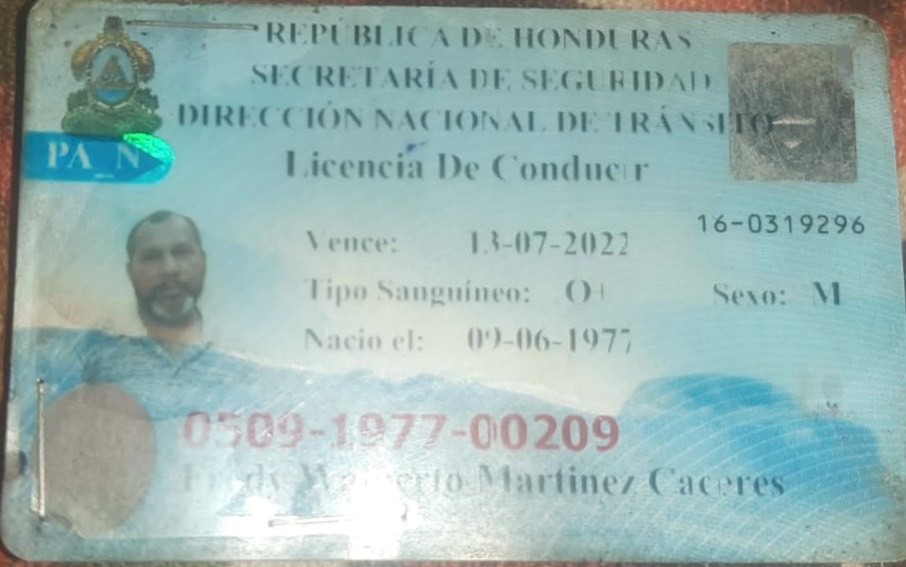 REPÚBLICA DE HONDURAS
SECRETARÍA DE SEGURIDAD
DIRECCIÓN NACIONAL DE TRÁNSITO
PA_N
Licencia De Conducir
16-0319296
Vence: 13-07-2022
Tipo Sanguíneo: O+ Sexo: M
Nacio el: 09-06-1977
0509-1977-00209
Martinez Caceres